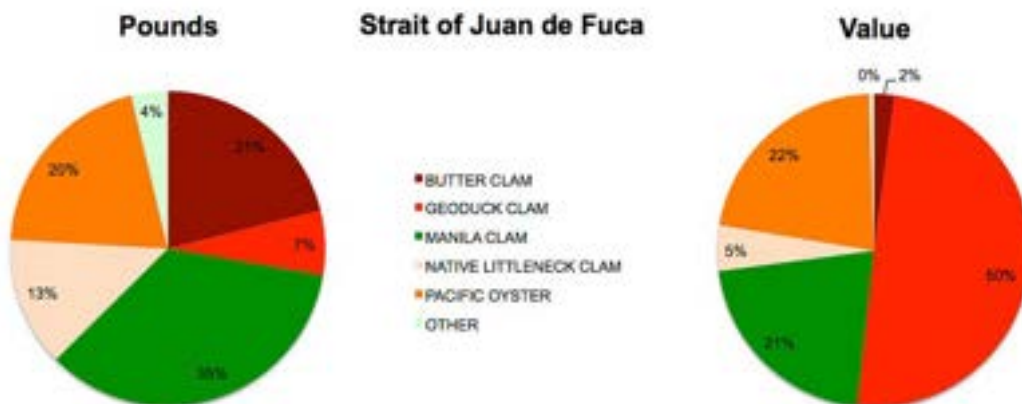 Pounds
Strait of Juan de Fuca
Value
4%
21%
7%
35%
13%
20%
BUTTER CLAM
GEODUCK CLAM
MANILA CLAM
NATIVE LITTLENECK CLAM
PACIFIC OYSTER
OTHER
0%
2%
50%
21%
5%
22%